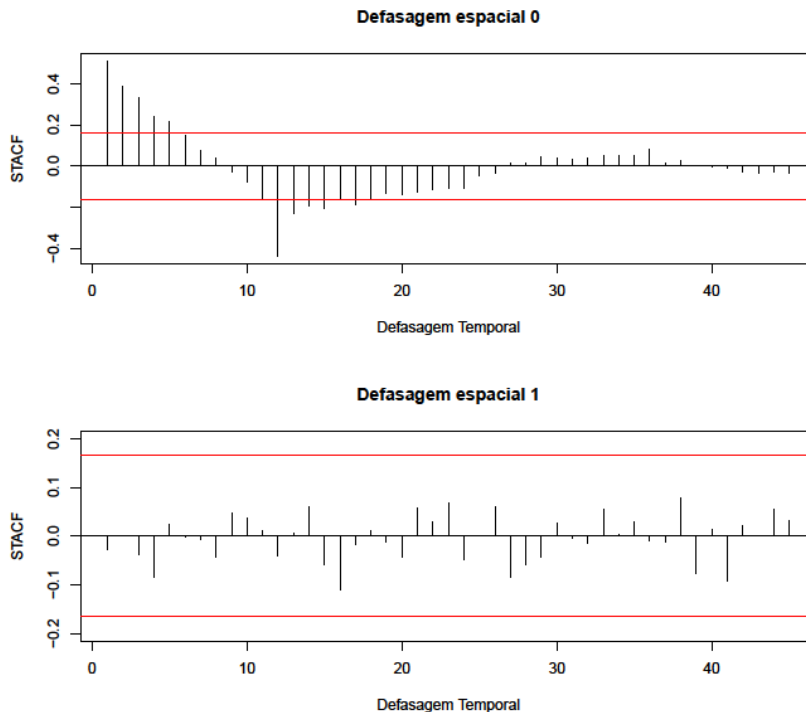 Defasagem espacial 0
STACF
0.4
0.2
0.0
−0.4
0 10 20 30 40
Defasagem Temporal
Defasagem espacial 1
STACF
0.2
0.1
0.0
−0.1
−0.2
0 10 20 30 40
Defasagem Temporal